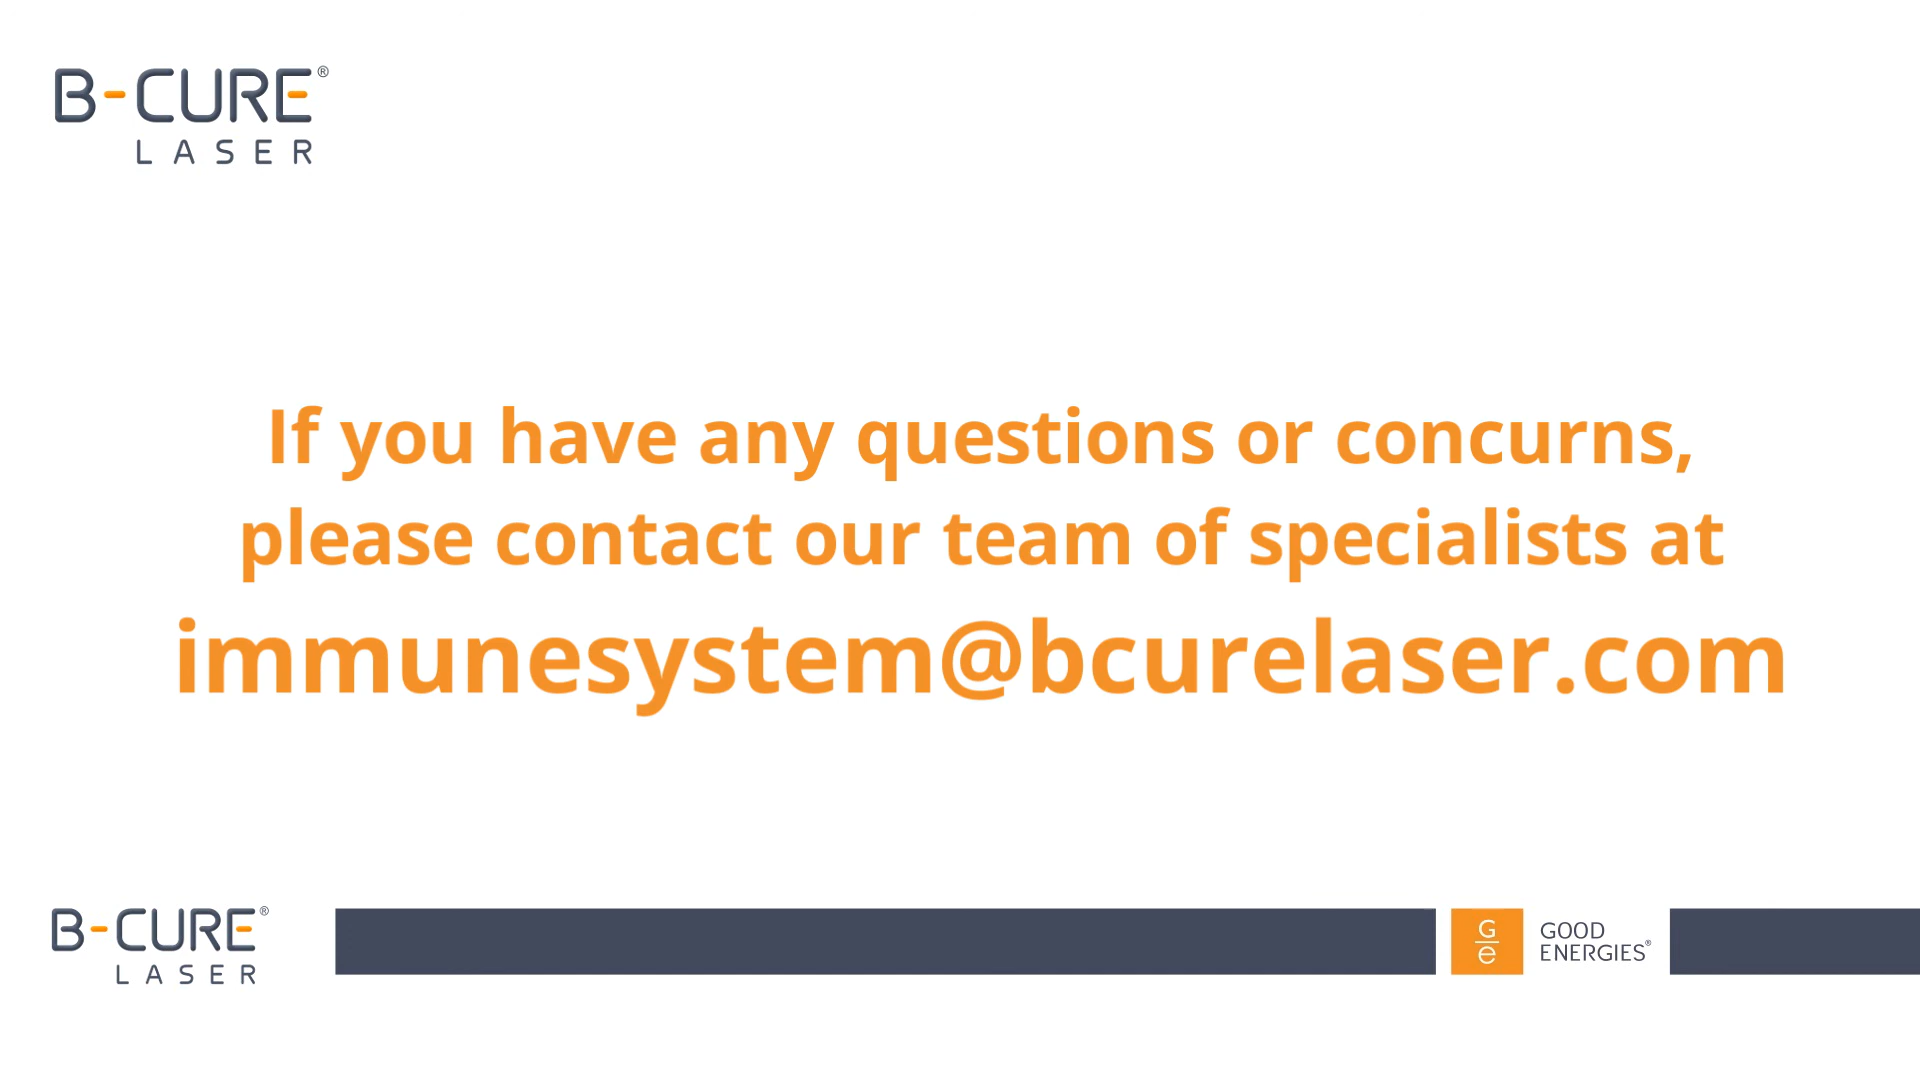 B-CURE®
LASER
If you have any questions or concurns,
please contact our team of specialists at
immunesystem@bcurelaser.com
B-CURE®
LASER
G
e
GOOD
ENERGIES®